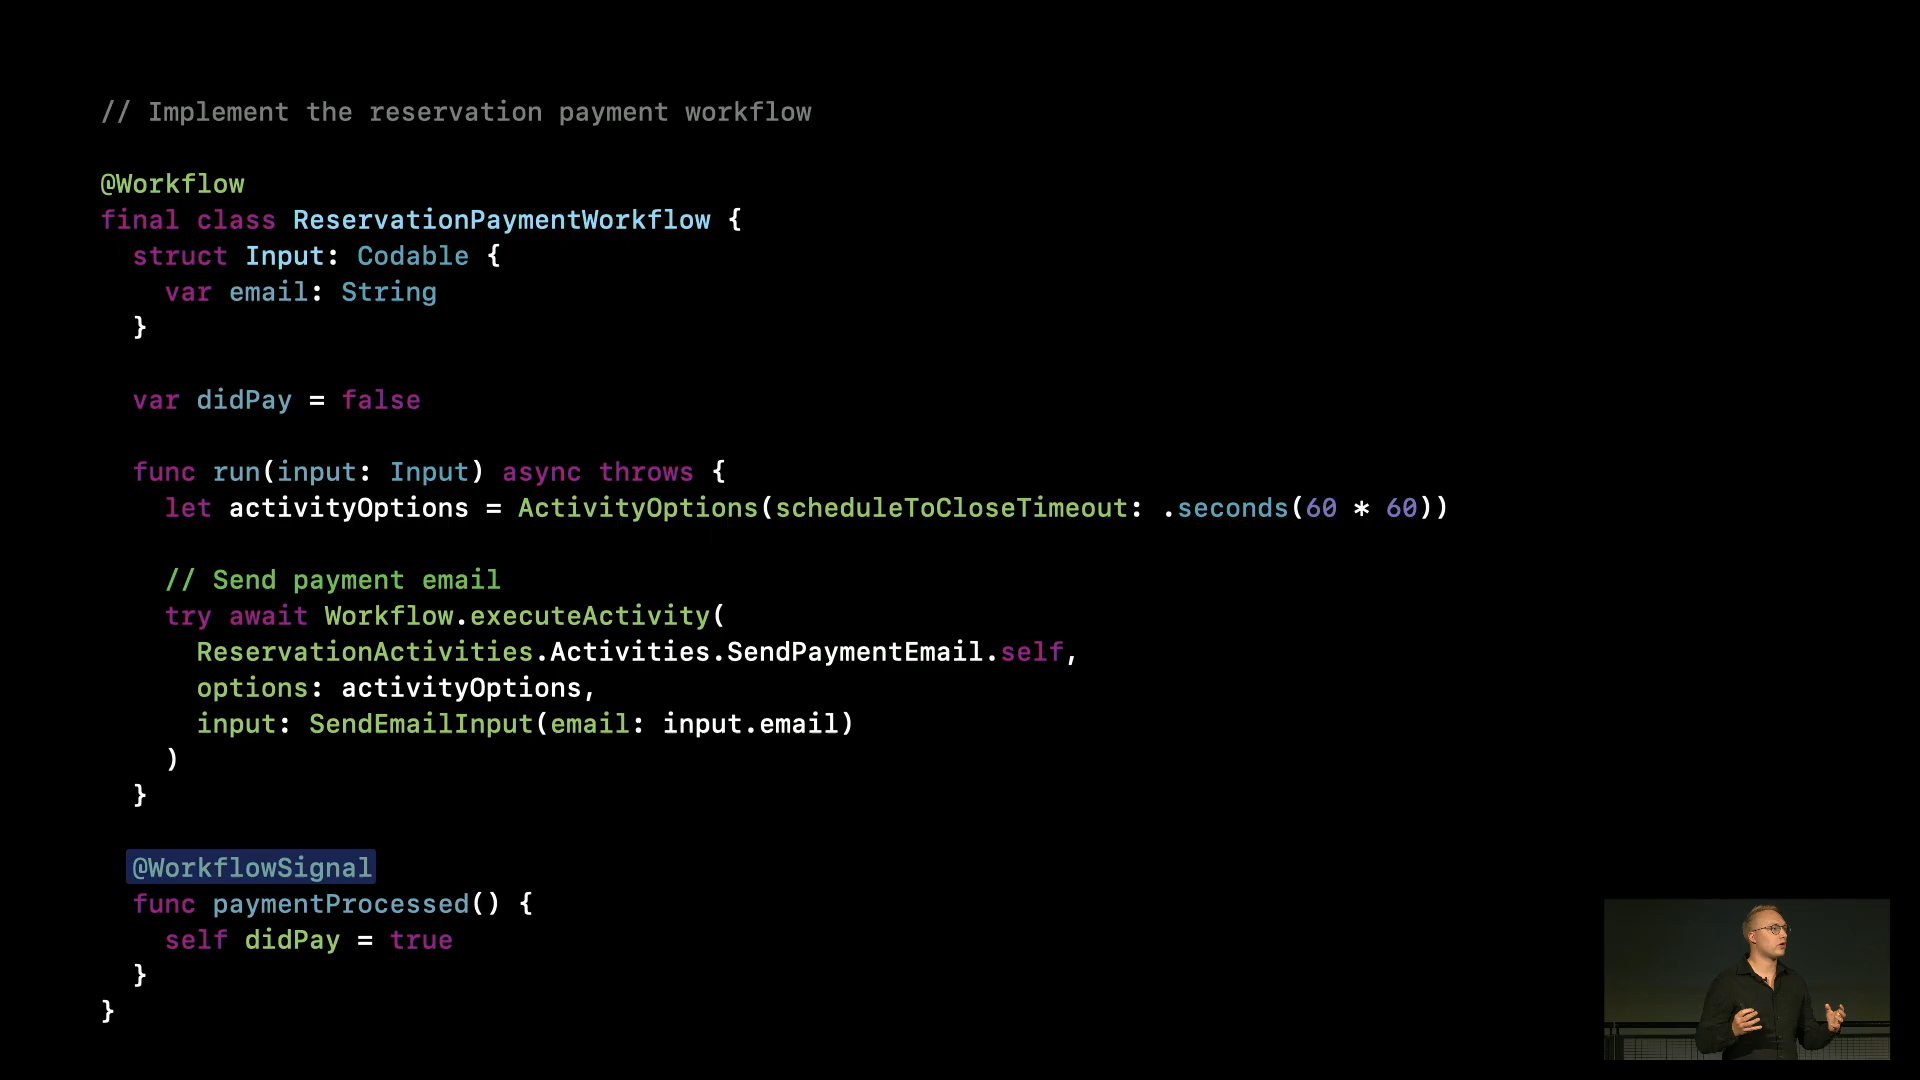 // Implement the reservation payment workflow
@Workflow
final class ReservationPaymentWorkflow {
struct Input: Codable {
var email: String
}
var didPay = false
func run(input: Input) async throws {
let activityOptions = ActivityOptions(scheduleToCloseTimeout: .seconds(60 * 60))
// Send payment email
try await Workflow.executeActivity(
ReservationActivities.Activities.SendPaymentEmail.self,
options: activityOptions,
input: SendEmailInput(email: input.email)
)
}
@WorkflowSignal
func paymentProcessed() {
self didPay = true
}
}